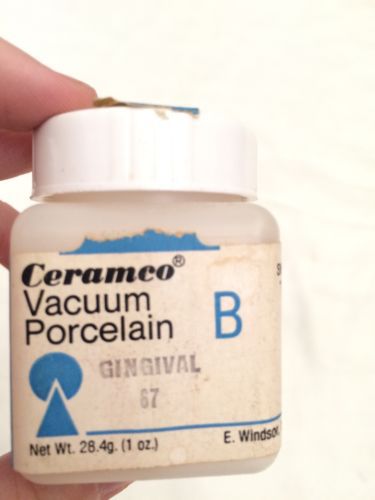 Ceramco®
Vacuum
Porcelain
B
GINGIVAL
67
Net Wt. 28.4g. (1 oz.)
E. Windsor,